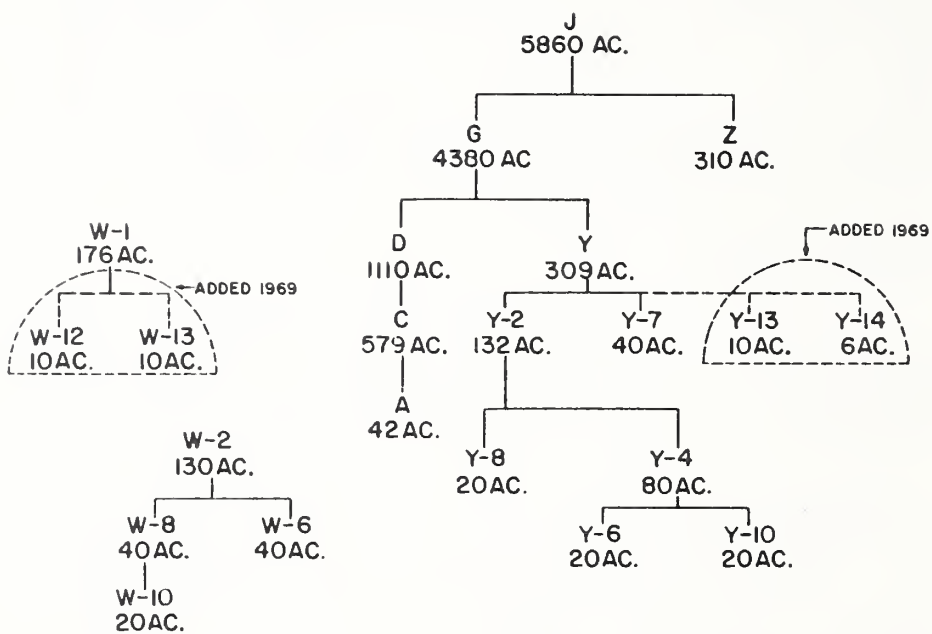 J
5860 AC.
G
4380 AC
Z
310 AC.
D
1110 AC.
Y
309 AC.
W-1
176 AC.
ADDED 1969
W-12
10 AC.
W-13
10 AC.
C
579 AC.
Y-2
132 AC.
Y-7
40 AC.
ADDED 1969
Y-13
10 AC.
Y-14
6 AC.
A
42 AC.
W-2
130 AC.
W-8
40 AC.
W-6
40 AC.
W-10
20 AC.
Y-8
20 AC.
Y-4
80 AC.
Y-6
20 AC.
Y-10
20 AC.